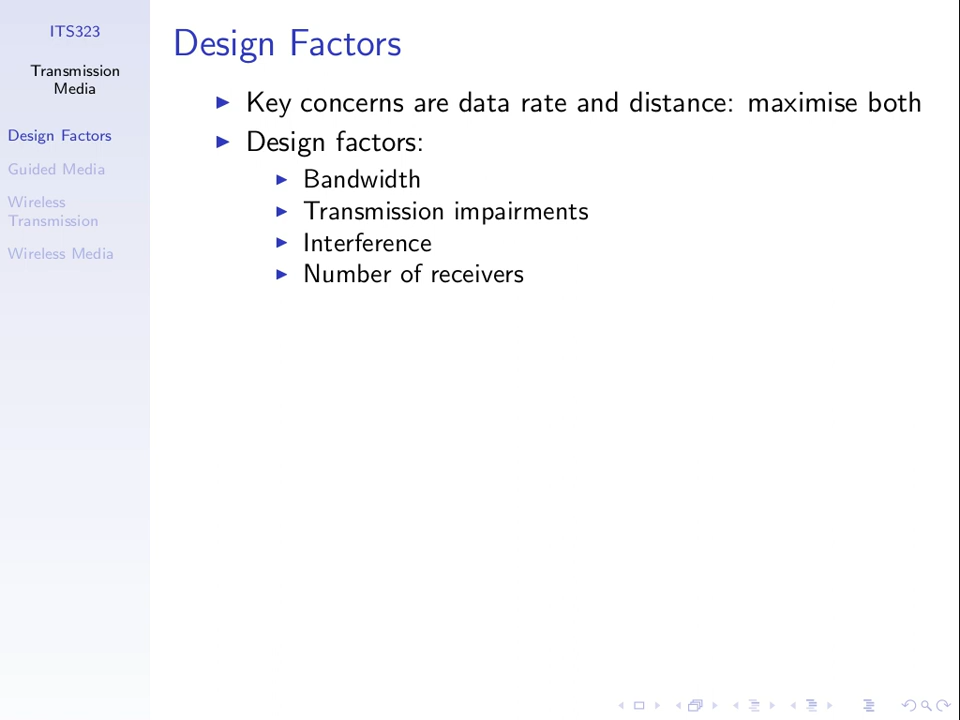 ITS323
Transmission
Media
Design Factors
Guided Media
Wireless
Transmission
Wireless Media
Design Factors
Key concerns are data rate and distance: maximise both
Design factors:
Bandwidth
Transmission impairments
Interference
Number of receivers